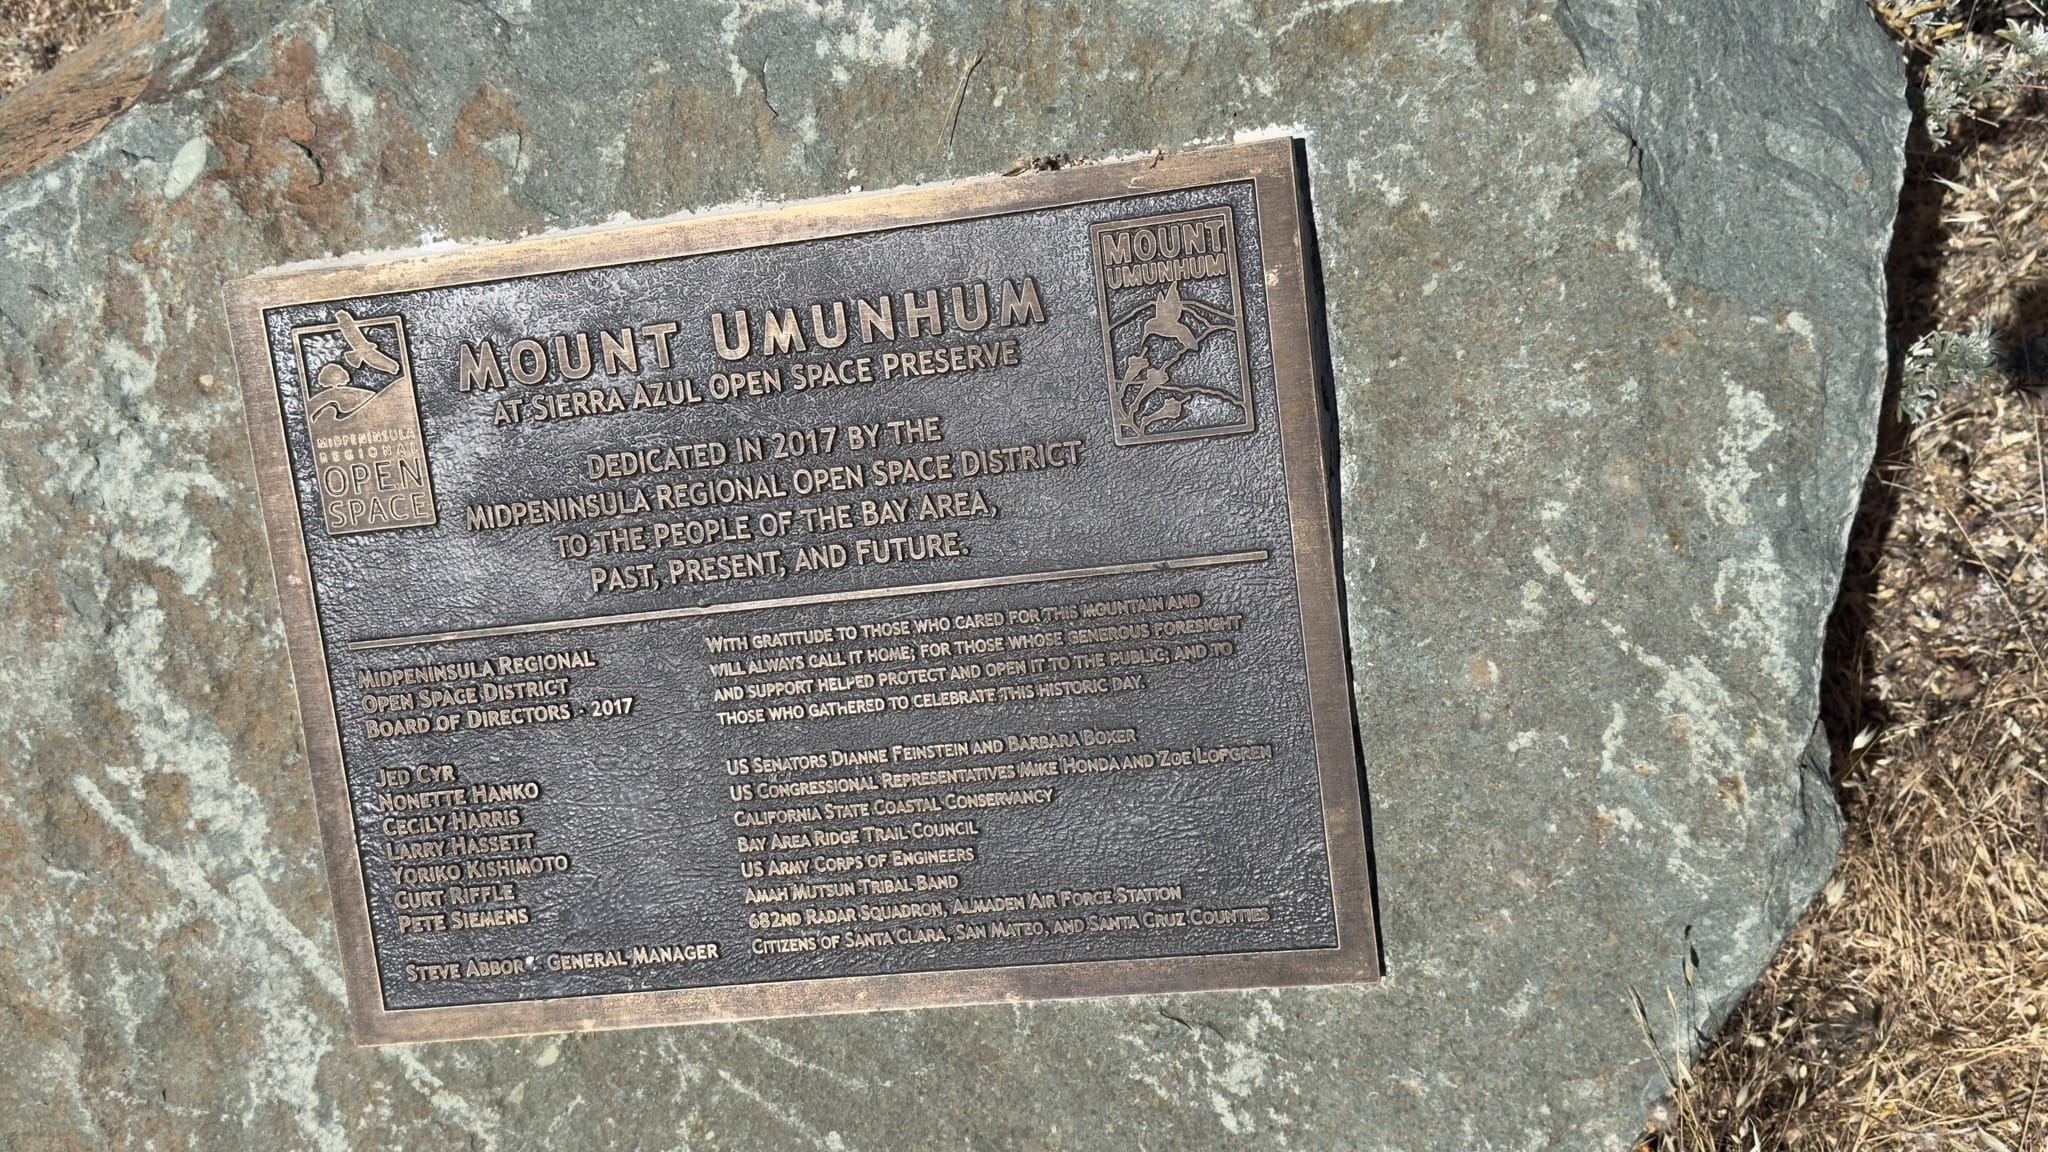 MOUNT UMUNHUM
AT SIERRA AZUL OPEN SPACE PRESERVE
DEDICATED IN 2017 BY THE
MIDPENINSULA REGIONAL OPEN SPACE DISTRICT
TO THE PEOPLE OF THE BAY AREA,
PAST, PRESENT, AND FUTURE.
MIDPENINSULA
REGIONAL
OPEN
SPACE
MOUNT
UMUNHUM
MIDPENINSULA REGIONAL
OPEN SPACE DISTRICT
BOARD OF DIRECTORS - 2017
JED CYR
NONETTE HANKO
CECILY HARRIS
LARRY HASSETT
YORIKO KISHIMOTO
CURT RIFFLE
PETE SIEMENS
STEVE ABBOR - GENERAL MANAGER
WITH GRATITUDE TO THOSE WHO CARED FOR THIS MOUNTAIN AND
WILL ALWAYS CALL IT HOME; FOR THOSE WHOSE GENEROUS FORESIGHT
AND SUPPORT HELPED PROTECT AND OPEN IT TO THE PUBLIC; AND TO
THOSE WHO GATHERED TO CELEBRATE THIS HISTORIC DAY.
US SENATORS DIANNE FEINSTEIN AND BARBARA BOXER
US CONGRESSIONAL REPRESENTATIVES MIKE HONDA AND ZOE LOFGREN
CALIFORNIA STATE COASTAL CONSERVANCY
BAY AREA RIDGE TRAIL COUNCIL
US ARMY CORPS OF ENGINEERS
AMAH MUTSUN TRIBAL BAND
682ND RADAR SQUADRON, ALMADEN AIR FORCE STATION
CITIZENS OF SANTA CLARA, SAN MATEO, AND SANTA CRUZ COUNTIES